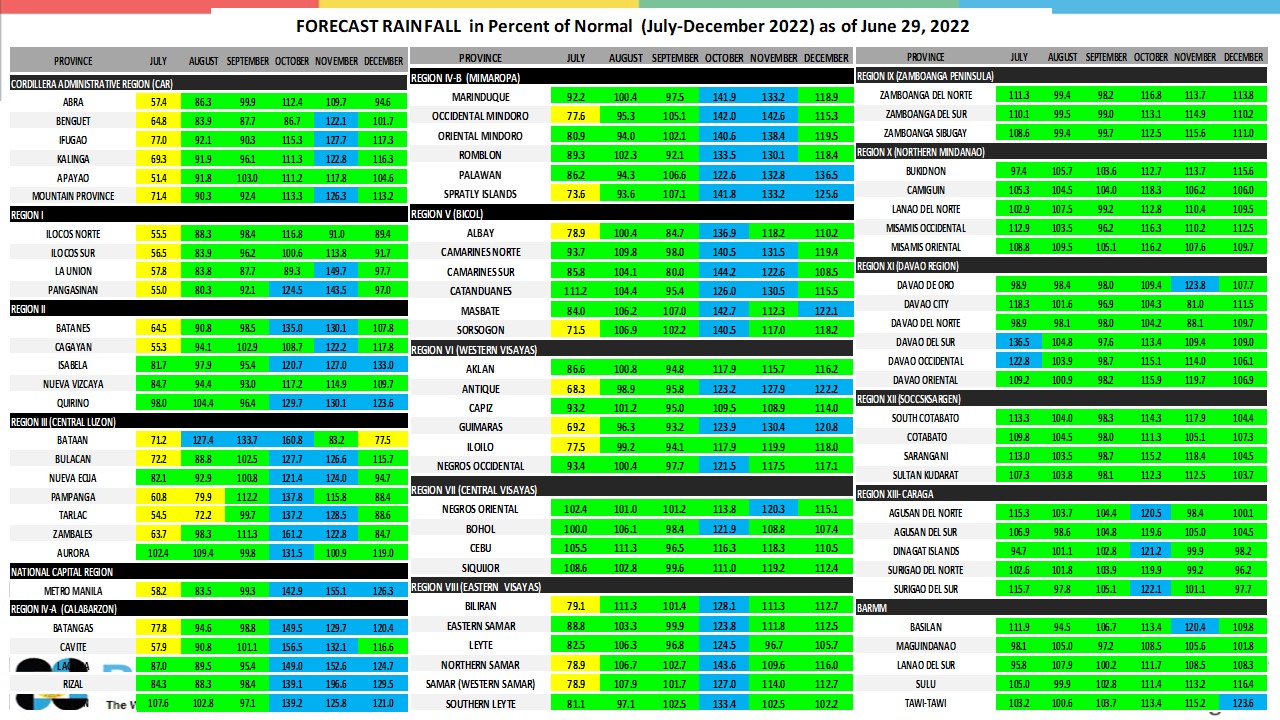 FORECAST RAINFALL in Percent of Normal (July-December 2022) as of June 29, 2022
PROVINCE JULY AUGUST SEPTEMBER OCTOBER NOVEMBER DECEMBER
CORDILLERA ADMINISTRATIVE REGION (CAR)
ABRA 57.4 86.3 99.9 112.4 109.7 94.6
BENGUET 64.8 83.9 87.7 86.7 122.1 101.7
IFUGAO 77.0 92.1 90.3 115.3 127.7 117.3
KALINGA 69.3 91.9 96.1 111.3 122.8 116.3
APAYAO 51.4 91.8 103.0 111.2 117.8 104.6
MOUNTAIN PROVINCE 71.4 90.3 92.4 113.3 126.3 113.2
REGION I
ILOCOS NORTE 55.5 88.3 98.4 116.8 91.0 89.4
ILOCOS SUR 56.5 83.9 96.2 100.6 113.8 91.7
LA UNION 57.8 83.8 87.7 89.3 149.7 97.7
PANGASINAN 55.0 80.3 92.1 124.5 143.5 97.0
REGION II
BATANES 64.5 90.8 98.5 135.0 130.1 107.8
CAGAYAN 55.3 94.1 102.9 108.7 122.2 117.8
ISABELA 81.7 97.9 95.4 120.7 127.0 133.0
NUEVA VIZCAYA 84.7 94.4 93.0 117.2 114.9 109.7
QUIRINO 98.0 104.4 96.4 129.7 130.1 123.6
REGION III (CENTRAL LUZON)
BATAAN 71.2 127.4 133.7 160.8 83.2 77.5
BULACAN 72.2 88.8 102.5 127.7 126.6 115.7
NUEVA ECIJA 82.1 92.9 100.8 121.4 124.0 94.7
PAMPANGA 60.8 79.9 112.2 137.8 115.8 88.4
TARLAC 54.5 72.2 99.7 137.2 128.5 88.6
ZAMBALES 63.7 98.3 111.3 161.2 122.8 84.7
AURORA 102.4 109.4 99.8 131.5 100.9 119.0
NATIONAL CAPITAL REGION
METRO MANILA 58.2 83.5 99.3 142.9 155.1 126.3
REGION IV-A (CALABARZON)
BATANGAS 77.8 94.6 98.8 149.5 129.7 120.4
CAVITE 57.9 90.8 101.1 156.5 132.1 116.6
87.0 89.5 95.4 149.0 152.6 124.7
RIZAL 84.3 88.3 98.4 139.1 196.6 129.5
107.6 102.8 97.1 139.2 125.8 121.0
PROVINCE JULY AUGUST SEPTEMBER OCTOBER NOVEMBER DECEMBER
REGION IV-B (MIMAROPA)
MARINDUQUE 92.2 100.4 97.5 141.9 133.2 118.9
OCCIDENTAL MINDORO 77.6 95.3 105.1 142.0 142.6 115.3
ORIENTAL MINDORO 80.9 94.0 102.1 140.6 138.4 119.5
ROMBLON 89.3 102.3 92.1 133.5 130.1 118.4
PALAWAN 86.2 94.3 106.6 122.6 132.8 136.5
SPRATLY ISLANDS 73.6 93.6 107.1 141.8 133.2 125.6
REGION V (BICOL)
ALBAY 78.9 100.4 84.7 136.9 118.2 110.2
CAMARINES NORTE 93.7 109.8 98.0 140.5 131.5 119.4
CAMARINES SUR 85.8 104.1 80.0 144.2 122.6 108.5
CATANDUANES 111.2 104.4 95.4 126.0 130.5 115.5
MASBATE 84.0 106.2 107.0 142.7 112.3 122.1
SORSOGON 71.5 106.9 102.2 140.5 117.0 118.2
REGION VI (WESTERN VISAYAS)
AKLAN 86.6 100.8 94.8 117.9 115.7 116.2
ANTIQUE 68.3 98.9 95.8 123.2 127.9 122.2
CAPIZ 93.2 101.2 95.0 109.5 108.9 114.0
GUIMARAS 69.2 96.3 93.2 123.9 130.4 120.8
ILOILO 77.5 99.2 94.1 117.9 119.9 118.0
NEGROS OCCIDENTAL 93.4 100.4 97.7 121.5 117.5 117.1
REGION VII (CENTRAL VISAYAS)
NEGROS ORIENTAL 102.4 101.0 101.2 113.8 120.3 115.1
BOHOL 100.0 106.1 98.4 121.9 108.8 107.4
CEBU 105.5 111.3 96.5 116.3 118.3 110.5
SIQUIJOR 108.6 102.8 99.6 111.0 119.2 112.4
REGION VIII (EASTERN VISAYAS)
BILIRAN 79.1 111.3 101.4 128.1 111.3 112.7
EASTERN SAMAR 88.8 103.3 99.9 123.8 111.8 112.5
LEYTE 82.5 106.3 96.8 124.5 96.7 105.7
NORTHERN SAMAR 78.9 106.7 102.7 143.6 109.6 116.0
SAMAR (WESTERN SAMAR) 78.9 107.9 101.7 127.0 114.0 112.7
SOUTHERN LEYTE 81.1 97.1 102.5 133.4 102.5 102.2
PROVINCE JULY AUGUST SEPTEMBER OCTOBER NOVEMBER DECEMBER
REGION IX (ZAMBOANGA PENINSULA)
ZAMBOANGA DEL NORTE 111.3 99.4 98.2 116.8 113.7 113.8
ZAMBOANGA DEL SUR 110.1 99.5 99.0 113.1 114.9 110.2
ZAMBOANGA SIBUGAY 108.6 99.4 99.7 112.5 115.6 111.0
REGION X (NORTHERN MINDANAO)
BUKIDNON 97.4 105.7 103.6 112.7 113.7 115.6
CAMIGUIN 105.3 104.5 104.0 118.3 106.2 106.0
LANAO DEL NORTE 102.9 107.5 99.2 112.8 110.4 109.5
MISAMIS OCCIDENTAL 112.9 103.5 96.2 116.3 110.2 112.5
MISAMIS ORIENTAL 108.8 109.5 105.1 116.2 107.6 109.7
REGION XI (DAVAO REGION)
DAVAO DE ORO 98.9 98.4 98.0 109.4 123.8 107.7
DAVAO CITY 118.3 101.6 96.9 104.3 81.0 111.5
DAVAO DEL NORTE 98.9 98.1 98.0 104.2 88.1 109.7
DAVAO DEL SUR 136.5 104.8 97.6 113.4 109.4 109.0
DAVAO OCCIDENTAL 122.8 103.9 98.7 115.1 114.0 106.1
DAVAO ORIENTAL 109.2 100.9 98.2 115.9 119.7 106.9
REGION XII (SOCCSKSARGEN)
SOUTH COTABATO 113.3 104.0 98.3 114.3 117.9 104.4
COTABATO 109.8 104.5 98.0 111.3 105.1 107.3
SARANGANI 113.0 103.5 98.7 115.2 118.4 104.5
SULTAN KUDARAT 107.3 103.8 98.1 112.3 112.5 103.7
REGION XIII- CARAGA
AGUSAN DEL NORTE 115.3 103.7 104.4 120.5 98.4 100.1
AGUSAN DEL SUR 106.9 98.6 104.8 119.6 105.0 104.5
DINAGAT ISLANDS 94.7 101.1 102.8 121.2 99.9 98.2
SURIGAO DEL NORTE 102.6 101.8 103.9 119.9 99.2 96.2
SURIGAO DEL SUR 115.7 97.8 105.1 122.1 101.1 97.7
BARMM
BASILAN 111.9 94.5 106.7 113.4 120.4 109.8
MAGUINDANAO 98.1 105.0 97.2 108.5 105.6 101.8
LANAO DEL SUR 95.8 107.9 100.2 111.7 108.5 108.3
SULU 105.0 99.9 102.8 111.4 113.2 116.4
TAWI-TAWI 103.2 100.6 107.7 113.4 115.2 123.6
The